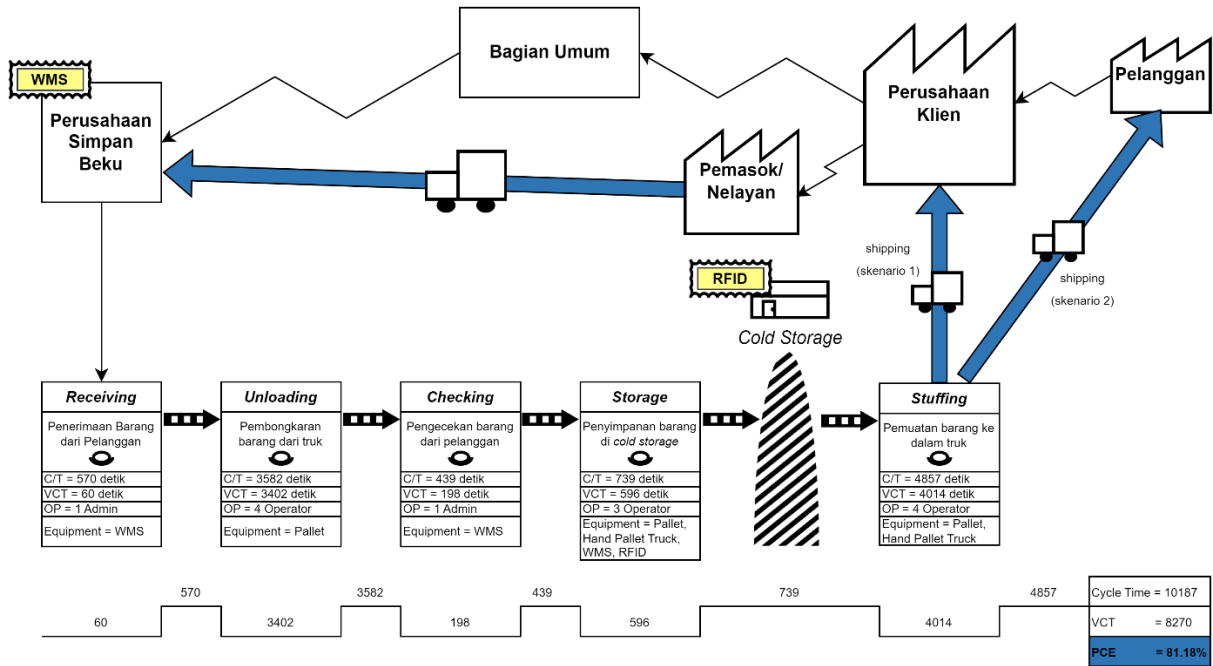 WMS
Perusahaan
Simpan
Beku
Bagian Umum
Perusahaan
Klien
Pelanggan
Pemasok/
Nelayan
RFID
Cold Storage
shipping
(skenario 1)
shipping
(skenario 2)
Receiving
Penerimaan Barang
dari Pelanggan
C/T = 570 detik
VCT = 60 detik
OP = 1 Admin
Equipment = WMS
Unloading
Pembongkaran
barang dari truk
C/T = 3582 detik
VCT = 3402 detik
OP = 4 Operator
Equipment = Pallet
Checking
Pengecekan barang
dari pelanggan
C/T = 439 detik
VCT = 198 detik
OP = 1 Admin
Equipment = WMS
Storage
Penyimpanan barang
di cold storage
C/T = 739 detik
VCT = 596 detik
OP = 3 Operator
Equipment = Pallet,
Hand Pallet Truck,
WMS, RFID
Stuffing
Pemuatan barang ke
dalam truk
C/T = 4857 detik
VCT = 4014 detik
OP = 4 Operator
Equipment = Pallet,
Hand Pallet Truck
570 3582 439 739 4857
60 3402 198 596 4014
Cycle Time = 10187
VCT = 8270
PCE = 81.18%